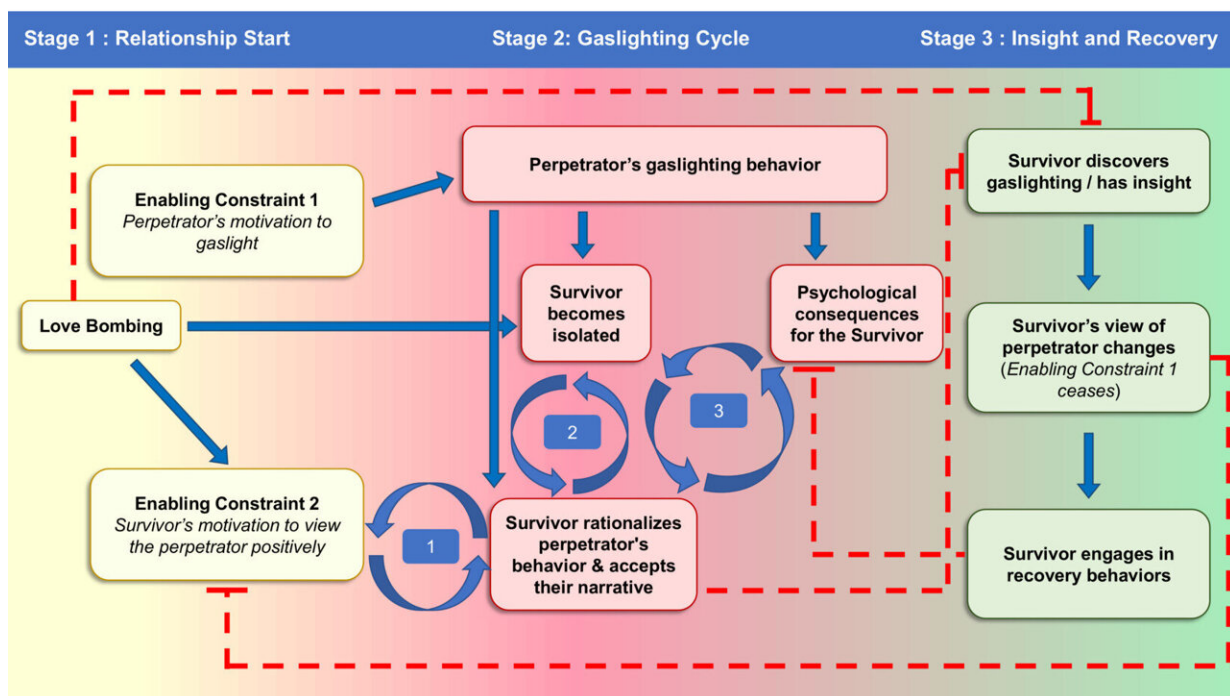 Stage 1 : Relationship Start
Stage 2: Gaslighting Cycle
Stage 3 : Insight and Recovery
Enabling Constraint 1
Perpetrator’s motivation to
gaslight
Love Bombing
Enabling Constraint 2
Survivor’s motivation to view
the perpetrator positively
Perpetrator’s gaslighting behavior
Survivor
becomes
isolated
Psychological
consequences
for the Survivor
1
2
3
Survivor rationalizes
perpetrator's
behavior & accepts
their narrative
Survivor discovers
gaslighting / has insight
Survivor’s view of
perpetrator changes
(Enabling Constraint 1
ceases)
Survivor engages in
recovery behaviors